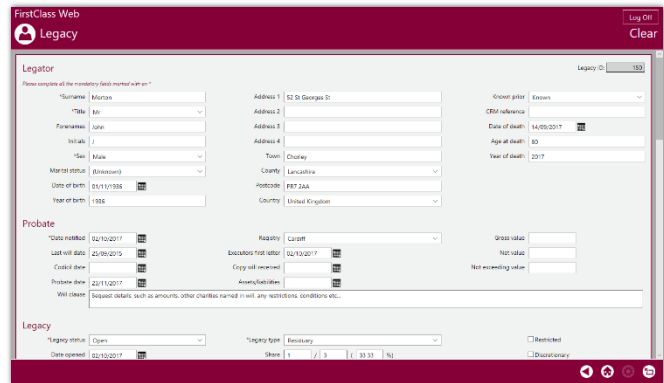 FirstClass Web
Log Off
Legacy
Clear
Legator
Legacy ID: 150
Please complete all the mandatory fields marked with an *
*Surname Morton Address 1 52 St Georges St Known prior Known
*Title Mr Address 2 CRM reference
Forenames John Address 3 Date of death 14/09/2017
Initials J Address 4 Age at death 80
*Sex Male Town Chorley Year of death 2017
Marital status (Unknown) County Lancashire
Date of birth 01/11/1936 Postcode PR7 2AA
Year of birth 1936 Country United Kingdom
Probate
*Date notified 02/10/2017 Registry Cardiff Gross value
Last will date 25/09/2015 Executors first letter 02/10/2017 Net value
Codicil date Copy will received Not exceeding value
Probate date 23/11/2017 Assets/liabilities
Will clause Bequest details, such as amounts, other charities named in will, any restrictions, conditions etc...
Legacy
*Legacy status Open *Legacy type Residuary Restricted
Date opened 02/10/2017 Share 1 / 3 ( 33.33 %) Discretionary